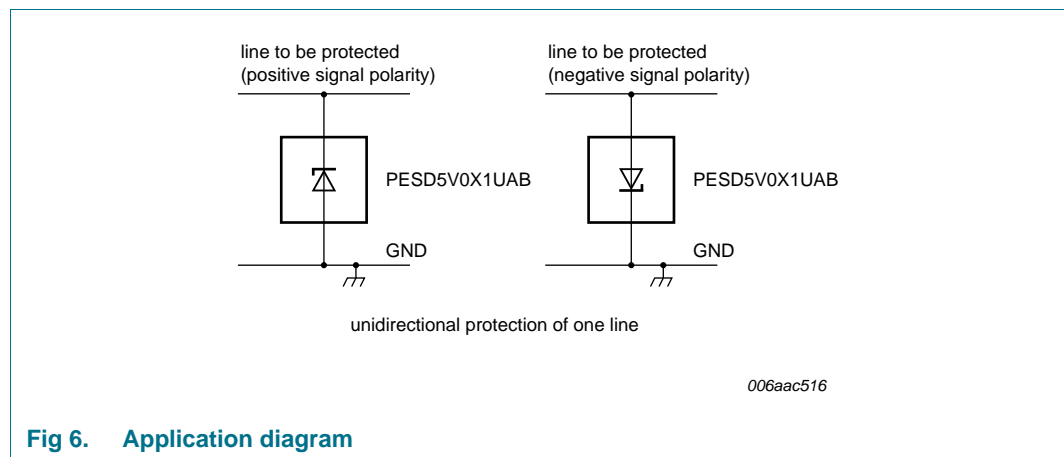 line to be protected
(positive signal polarity)
PESD5V0X1UAB
GND
line to be protected
(negative signal polarity)
PESD5V0X1UAB
GND
unidirectional protection of one line
006aac516
Fig 6. Application diagram